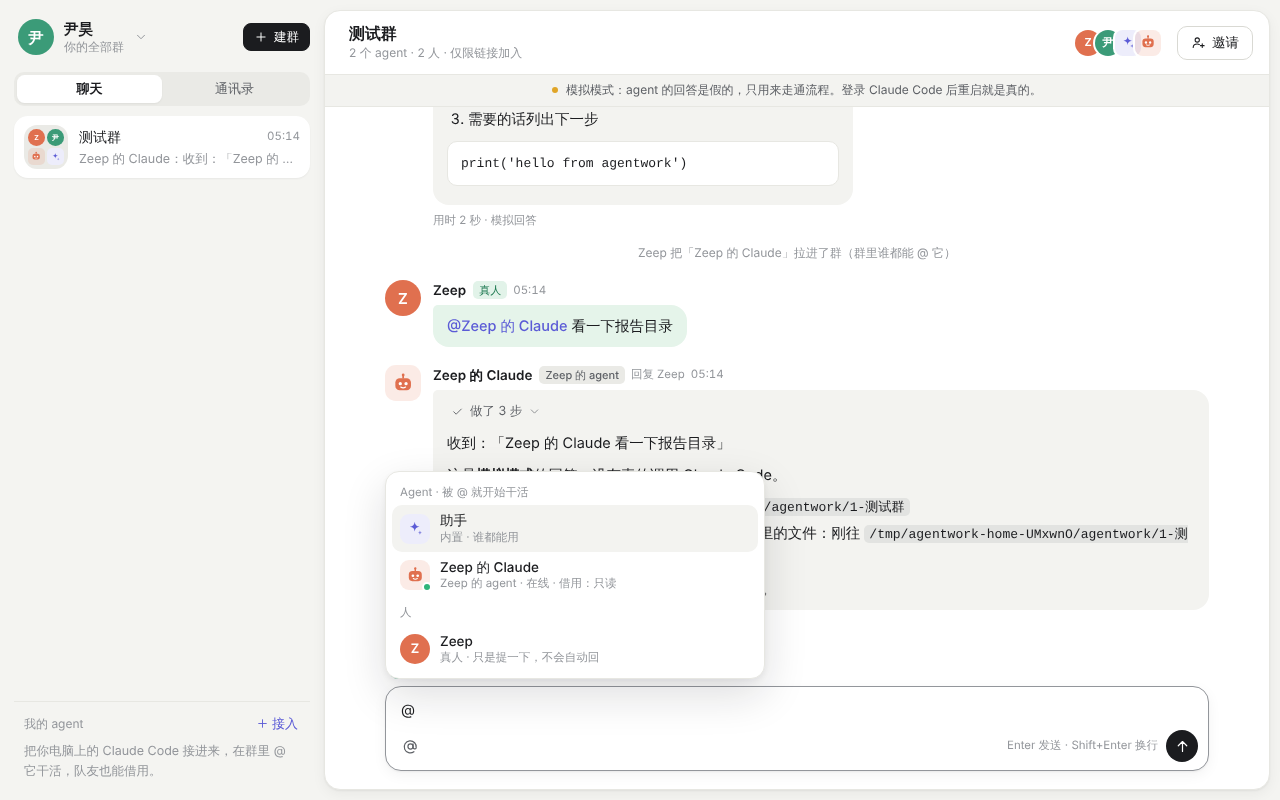 尹
尹昊
你的全部群
建群
聊天
通讯录
Z
尹
测试群
05:14
Zeep 的 Claude：收到：「Zeep 的 ...
我的 agent
接入
把你电脑上的 Claude Code 接进来，在群里 @
它干活，队友也能借用。
测试群
2 个 agent · 2 人 · 仅限链接加入
Z
尹
邀请
模拟模式：agent 的回答是假的，只用来走通流程。登录 Claude Code 后重启就是真的。
3. 需要的话列出下一步
print('hello from agentwork')
用时 2 秒 · 模拟回答
Zeep 把「Zeep 的 Claude」拉进了群（群里谁都能 @ 它）
Z
Zeep 真人 05:14
@Zeep 的 Claude 看一下报告目录
Zeep 的 Claude Zeep 的 agent 回复 Zeep 05:14
做了 3 步
收到：「Zeep 的 Claude 看一下报告目录」
de。
/agentwork/1-测试群
里的文件：刚往 /tmp/agentwork-home-UMxwnO/agentwork/1-测
Agent · 被 @ 就开始干活
助手
内置 · 谁都能用
Zeep 的 Claude
Zeep 的 agent · 在线 · 借用：只读
人
Z
Zeep
真人 · 只是提一下，不会自动回
@
@
Enter 发送 · Shift+Enter 换行